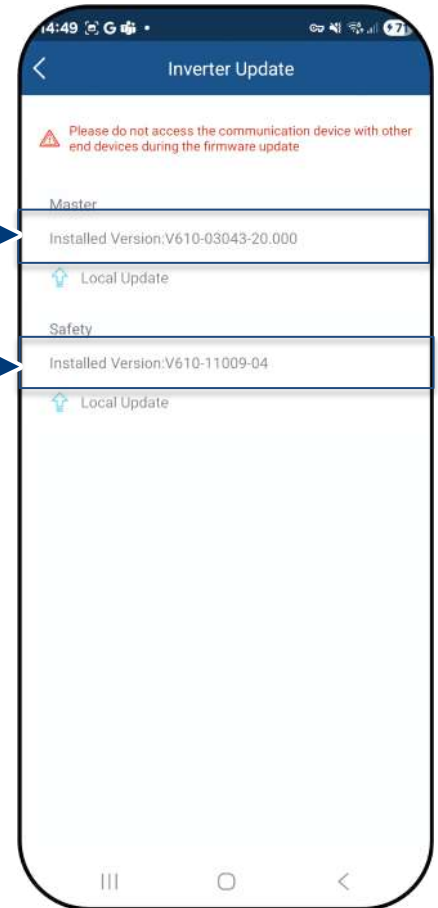 14:49 G
71
Inverter Update
Please do not access the communication device with other
end devices during the firmware update
Master
Installed Version:V610-03043-20.000
Local Update
Safety
Installed Version:V610-11009-04
Local Update